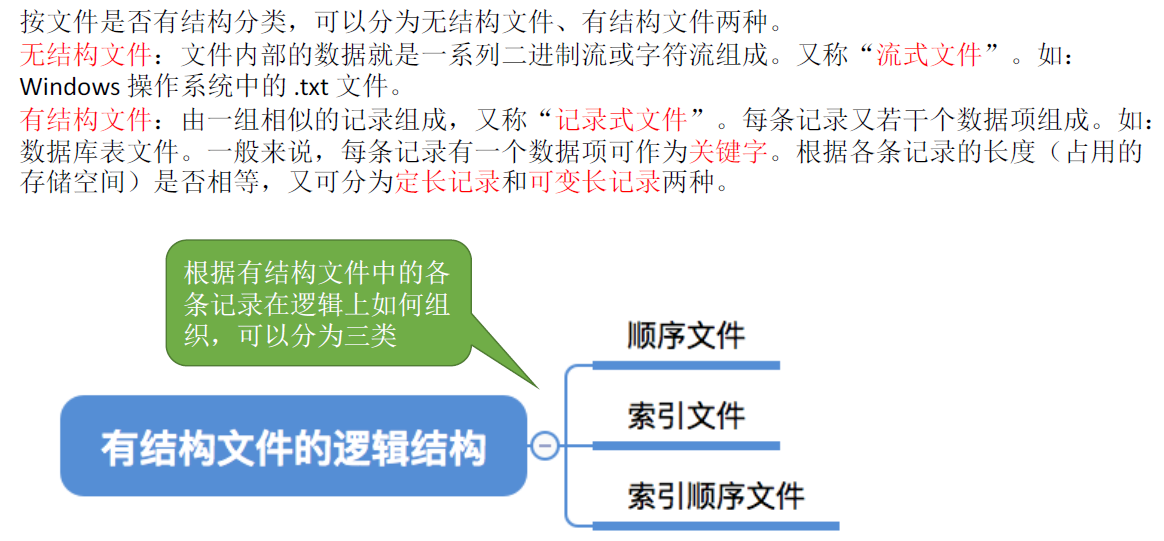 按文件是否有结构分类，可以分为无结构文件、有结构文件两种。
无结构文件：文件内部的数据就是一系列二进制流或字符流组成。又称“流式文件”。如：
Windows 操作系统中的 .txt 文件。
有结构文件：由一组相似的记录组成，又称“记录式文件”。每条记录又若干个数据项组成。如：
数据库表文件。一般来说，每条记录有一个数据项可作为关键字。根据各条记录的长度（占用的
存储空间）是否相等，又可分为定长记录和可变长记录两种。
根据有结构文件中的各
条记录在逻辑上如何组
织，可以分为三类
有结构文件的逻辑结构
顺序文件
索引文件
索引顺序文件